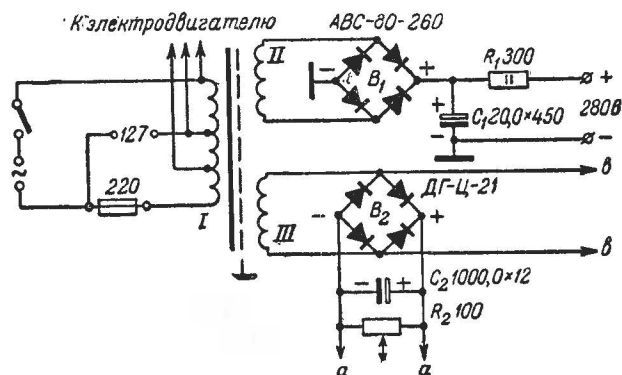 К электродвигателю
АВС-80-260
II
B₁
R₁ 300
C₁ 20,0×450
280в
127
220
I
~
III
B₂
ДГ-Ц-21
в
в
C₂ 1000,0×12
R₂ 100
а
а